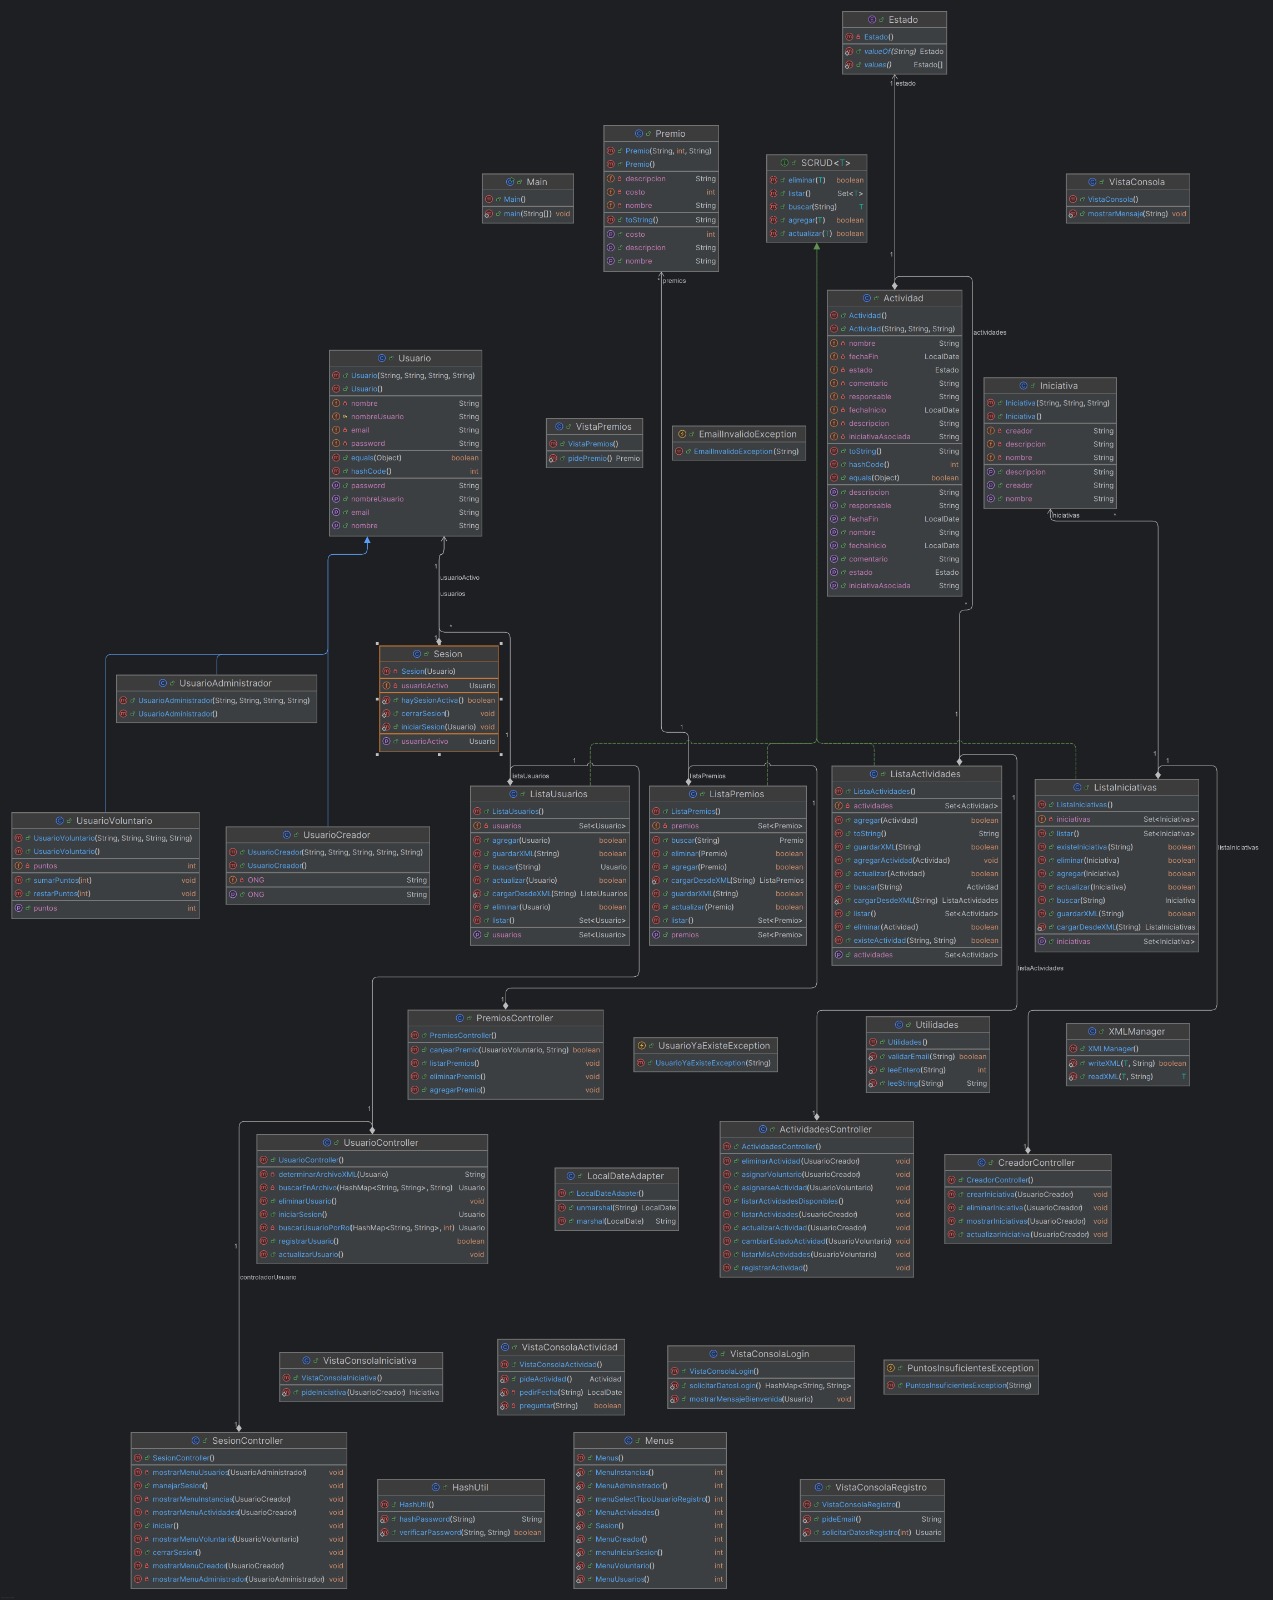 Estado
Estado()
valueOf(String) Estado
values() Estado[]
1 estado
1
Premio
Premio(String, int, String)
Premio()
descripcion String
costo int
nombre String
toString() String
costo int
descripcion String
nombre String
* premios
SCRUD<T>
eliminar(T) boolean
listar() Set<T>
buscar(String) T
agregar(T) boolean
actualizar(T) boolean
Main
Main()
main(String[]) void
VistaConsola
VistaConsola()
mostrarMensaje(String) void
Actividad
Actividad()
Actividad(String, String, String)
nombre String
fechaFin LocalDate
estado Estado
comentario String
responsable String
fechaInicio LocalDate
descripcion String
iniciativaAsociada String
toString() String
hashCode() int
equals(Object) boolean
descripcion String
responsable String
fechaFin LocalDate
nombre String
fechaInicio LocalDate
comentario String
estado Estado
iniciativaAsociada String
actividades
*
1
Iniciativa
Iniciativa(String, String, String)
Iniciativa()
creador String
descripcion String
nombre String
descripcion String
creador String
nombre String
iniciativas
*
1
Usuario
Usuario(String, String, String, String)
Usuario()
nombre String
nombreUsuario String
email String
password String
equals(Object) boolean
hashCode() int
password String
nombreUsuario String
email String
nombre String
1
usuarioActivo
usuarios
*
1
VistaPremios
VistaPremios()
pidePremio() Premio
EmailInvalidoException
EmailInvalidoException(String)
Sesion
Sesion(Usuario)
usuarioActivo Usuario
haySesionActiva() boolean
cerrarSesion() void
iniciarSesion(Usuario) void
usuarioActivo Usuario
1
UsuarioAdministrador
UsuarioAdministrador(String, String, String, String)
UsuarioAdministrador()
UsuarioVoluntario
UsuarioVoluntario(String, String, String, String)
UsuarioVoluntario()
puntos int
sumarPuntos(int) void
restarPuntos(int) void
puntos int
UsuarioCreador
UsuarioCreador(String, String, String, String, String)
UsuarioCreador()
ONG String
ONG String
1
listaUsuarios
ListaUsuarios
ListaUsuarios()
usuarios Set<Usuario>
agregar(Usuario) boolean
guardarXML(String) boolean
buscar(String) Usuario
actualizar(Usuario) boolean
cargarDesdeXML(String) ListaUsuarios
eliminar(Usuario) boolean
listar() Set<Usuario>
usuarios Set<Usuario>
1
1
listaPremios
ListaPremios
ListaPremios()
premios Set<Premio>
buscar(String) Premio
eliminar(Premio) boolean
agregar(Premio) boolean
cargarDesdeXML(String) ListaPremios
guardarXML(String) boolean
actualizar(Premio) boolean
listar() Set<Premio>
premios Set<Premio>
1
ListaActividades
ListaActividades()
actividades Set<Actividad>
agregar(Actividad) boolean
toString() String
guardarXML(String) boolean
agregarActividad(Actividad) void
actualizar(Actividad) boolean
buscar(String) Actividad
cargarDesdeXML(String) ListaActividades
listar() Set<Actividad>
eliminar(Actividad) boolean
existeActividad(String, String) boolean
actividades Set<Actividad>
1
listaActividades
1
ListaIniciativas
ListaIniciativas()
iniciativas Set<Iniciativa>
listar() Set<Iniciativa>
existeIniciativa(String) boolean
eliminar(Iniciativa) boolean
agregar(Iniciativa) boolean
actualizar(Iniciativa) boolean
buscar(String) Iniciativa
guardarXML(String) boolean
cargarDesdeXML(String) ListaIniciativas
iniciativas Set<Iniciativa>
listaIniciativas
1
PremiosController
PremiosController()
canjearPremio(UsuarioVoluntario, String) boolean
listarPremios() void
eliminarPremio() void
agregarPremio() void
UsuarioYaExisteException
UsuarioYaExisteException(String)
Utilidades
Utilidades()
validarEmail(String) boolean
leeEntero(String) int
leeString(String) String
XMLManager
XMLManager()
writeXML(T, String) boolean
readXML(T, String) T
1
UsuarioController
UsuarioController()
determinarArchivoXML(Usuario) String
buscarEnArchivo(HashMap<String, String>, String) Usuario
eliminarUsuario() void
iniciarSesion() Usuario
buscarUsuarioPorRol(HashMap<String, String>, int) Usuario
registrarUsuario() boolean
actualizarUsuario() void
1
controladorUsuario
LocalDateAdapter
LocalDateAdapter()
unmarshal(String) LocalDate
marshal(LocalDate) String
1
ActividadesController
ActividadesController()
eliminarActividad(UsuarioCreador) void
asignarVoluntario(UsuarioCreador) void
asignarseActividad(UsuarioVoluntario) void
listarActividadesDisponibles() void
listarActividades(UsuarioCreador) void
actualizarActividad(UsuarioCreador) void
cambiarEstadoActividad(UsuarioVoluntario) void
listarMisActividades(UsuarioVoluntario) void
registrarActividad() void
1
CreadorController
CreadorController()
crearIniciativa(UsuarioCreador) void
eliminarIniciativa(UsuarioCreador) void
mostrarIniciativas(UsuarioCreador) void
actualizarIniciativa(UsuarioCreador) void
VistaConsolaIniciativa
VistaConsolaIniciativa()
pideIniciativa(UsuarioCreador) Iniciativa
VistaConsolaActividad
VistaConsolaActividad()
pideActividad() Actividad
pedirFecha(String) LocalDate
preguntar(String) boolean
VistaConsolaLogin
VistaConsolaLogin()
solicitarDatosLogin() HashMap<String, String>
mostrarMensajeBienvenida(Usuario) void
PuntosInsuficientesException
PuntosInsuficientesException(String)
1
SesionController
SesionController()
mostrarMenuUsuarios(UsuarioAdministrador) void
manejarSesion() void
mostrarMenuInstancias(UsuarioCreador) void
mostrarMenuActividades(UsuarioCreador) void
iniciar() void
mostrarMenuVoluntario(UsuarioVoluntario) void
cerrarSesion() void
mostrarMenuCreador(UsuarioCreador) void
mostrarMenuAdministrador(UsuarioAdministrador) void
HashUtil
HashUtil()
hashPassword(String) String
verificarPassword(String, String) boolean
Menus
Menus()
MenuInstancias() int
MenuAdministrador() int
menuSelectTipoUsuarioRegistro() int
MenuActividades() int
Sesion() int
MenuCreador() int
menuIniciarSesion() int
MenuVoluntario() int
MenuUsuarios() int
VistaConsolaRegistro
VistaConsolaRegistro()
pideEmail() String
solicitarDatosRegistro(int) Usuario